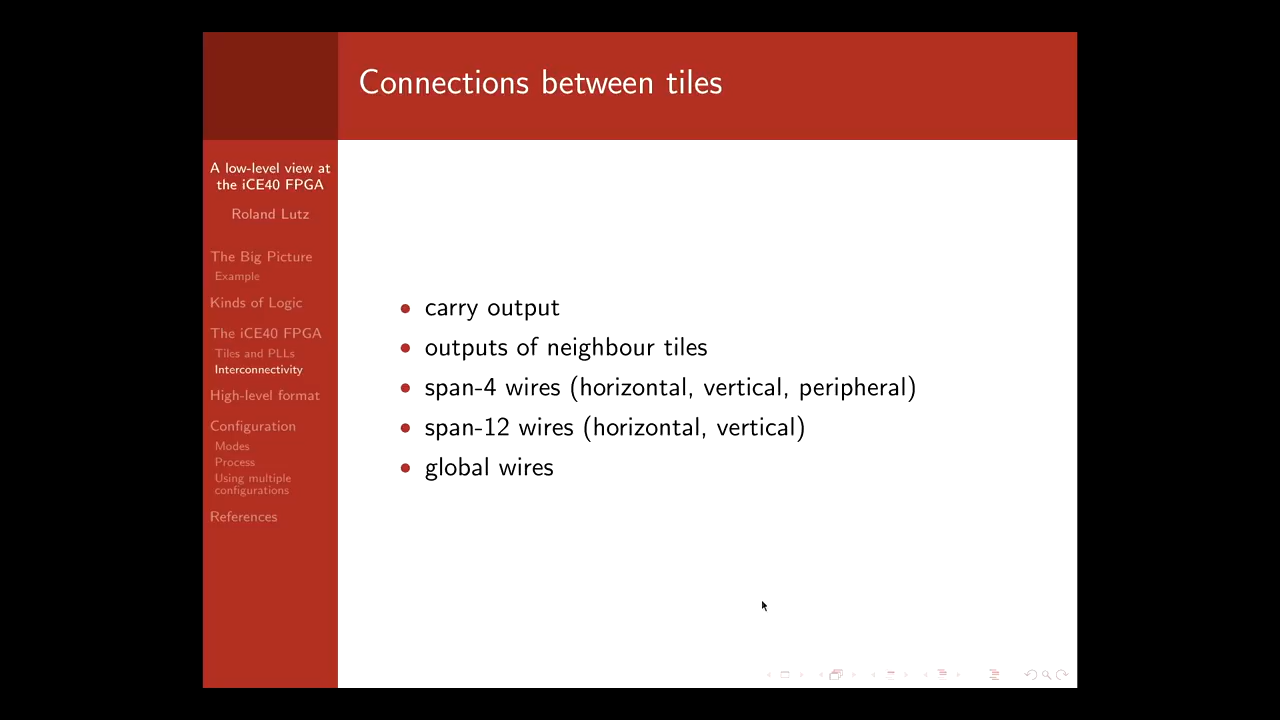 Connections between tiles
A low-level view at
the iCE40 FPGA
Roland Lutz
The Big Picture
Example
Kinds of Logic
The iCE40 FPGA
Tiles and PLLs
Interconnectivity
High-level format
Configuration
Modes
Process
Using multiple
configurations
References
• carry output
• outputs of neighbour tiles
• span-4 wires (horizontal, vertical, peripheral)
• span-12 wires (horizontal, vertical)
• global wires